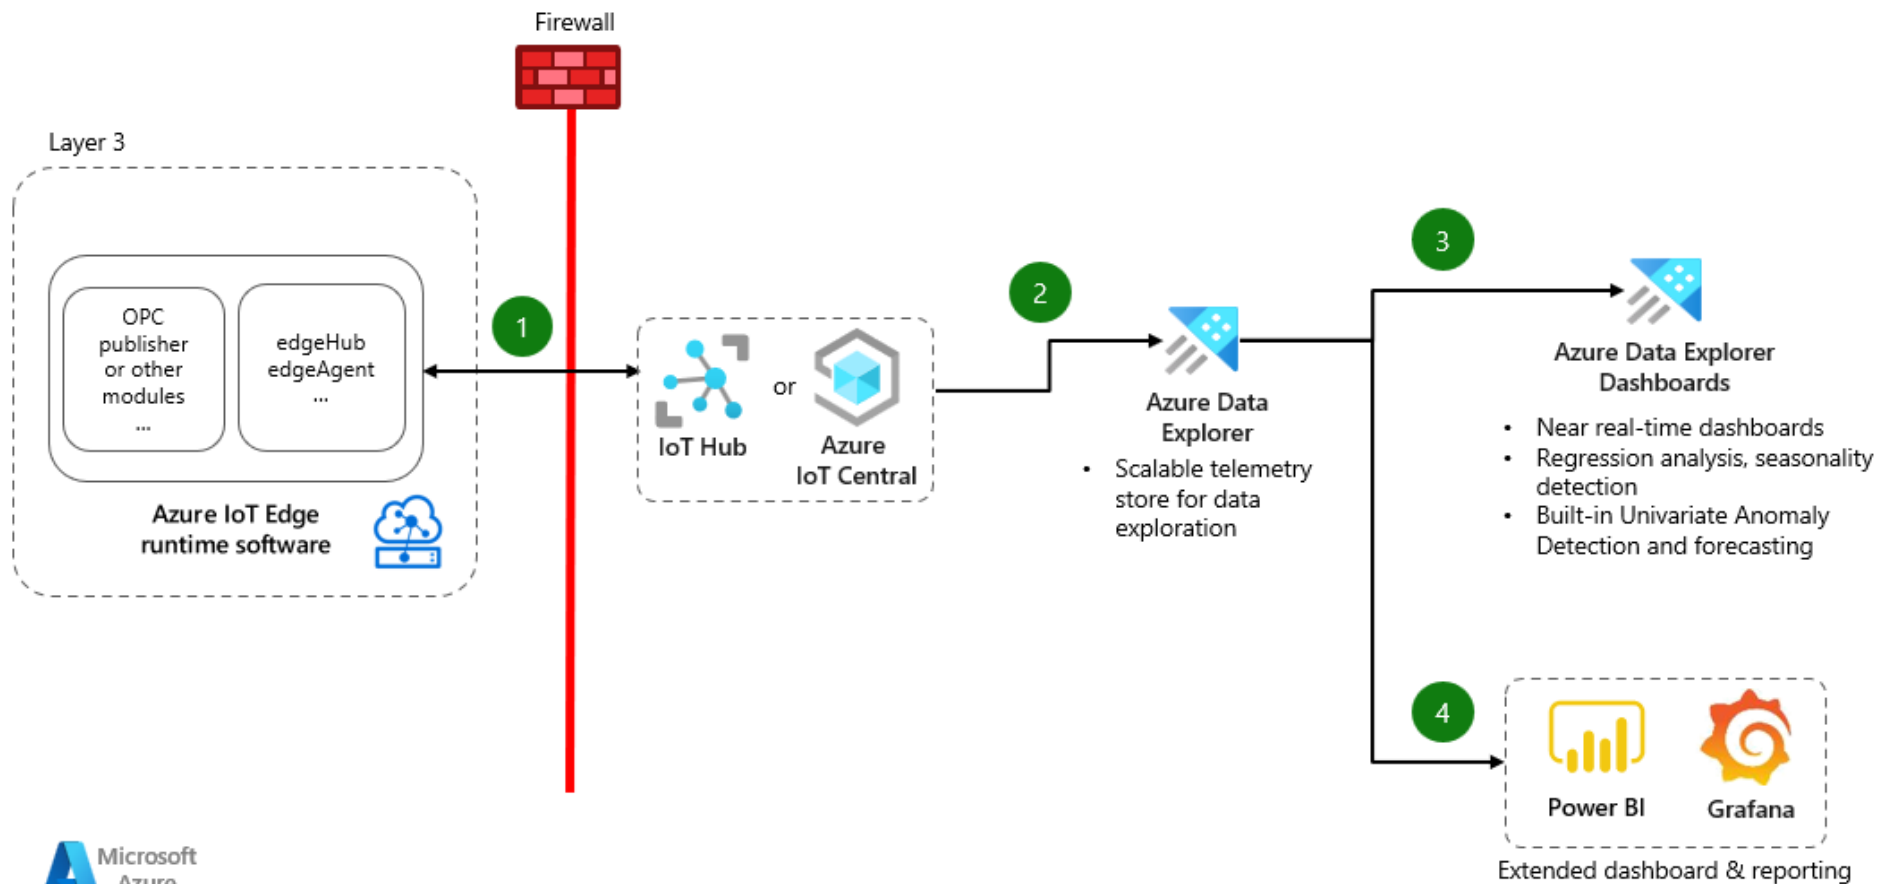 Firewall
Layer 3
OPC
publisher
or other
modules
...
edgeHub
edgeAgent
...
Azure IoT Edge
runtime software
1
IoT Hub
or
Azure
IoT Central
2
Azure Data
Explorer
• Scalable telemetry
store for data
exploration
3
Azure Data Explorer
Dashboards
• Near real-time dashboards
• Regression analysis, seasonality
detection
• Built-in Univariate Anomaly
Detection and forecasting
4
Power BI
Grafana
Extended dashboard & reporting
Microsoft
Azure